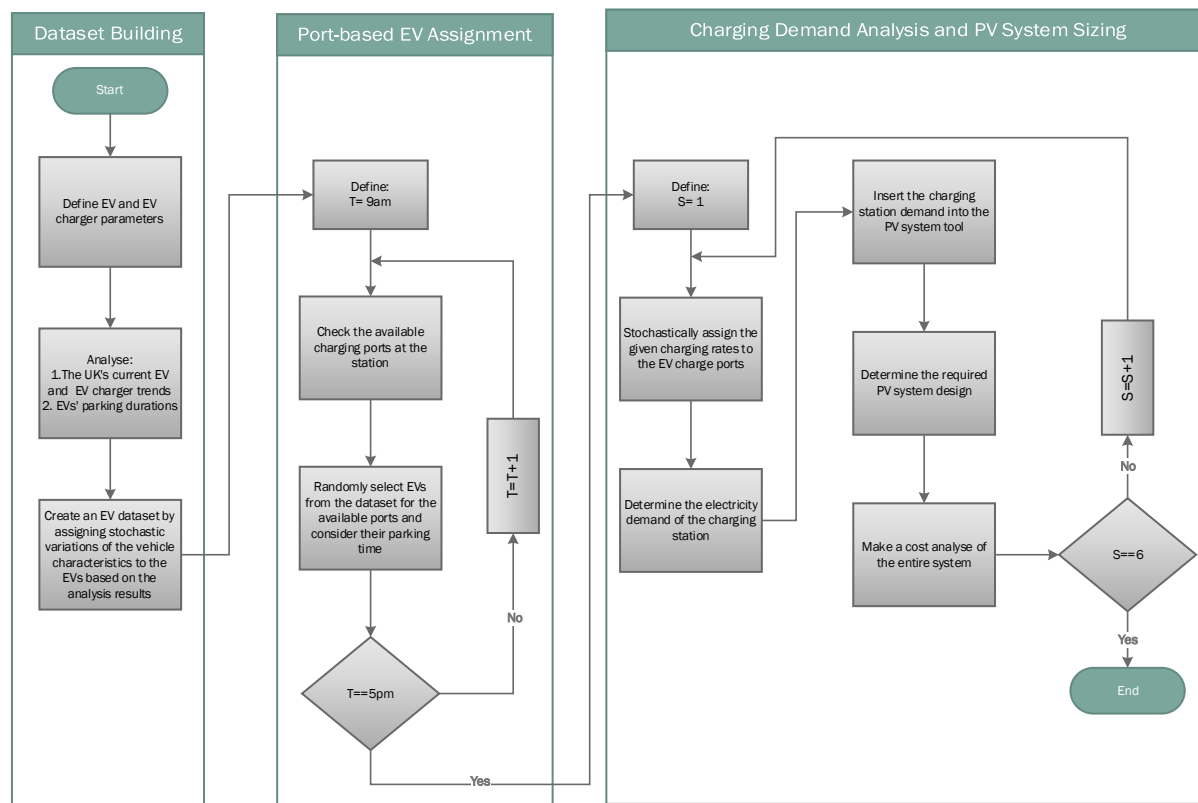 Dataset Building
Start
Define EV and EV
charger parameters
Analyse:
1.The UK's current EV
and EV charger trends
2. EVs' parking durations
Create an EV dataset by
assigning stochastic
variations of the vehicle
characteristics to the
EVs based on the
analysis results
Port-based EV Assignment
Define:
T= 9am
Check the available
charging ports at the
station
Randomly select EVs
from the dataset for the
available ports and
consider their parking
time
T==5pm
No
T=T+1
Yes
Charging Demand Analysis and PV System Sizing
Define:
S= 1
Stochastically assign the
given charging rates to
the EV charge ports
Determine the electricity
demand of the charging
station
Insert the charging
station demand into the
PV system tool
Determine the required
PV system design
Make a cost analyse of
the entire system
S==6
No
S=S+1
Yes
End